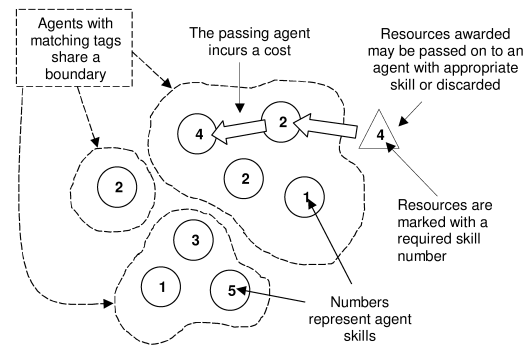 Agents with
matching tags
share a
boundary
The passing agent
incurs a cost
Resources awarded
may be passed on to an
agent with appropriate
skill or discarded
4
2
4
2
2
1
Resources are
marked with a
required skill
number
3
1
5
Numbers
represent agent
skills